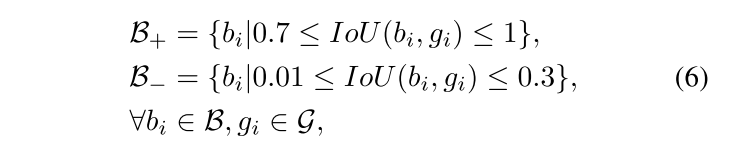 ℬ₊ = {bᵢ|0.7 ≤ IoU(bᵢ, gᵢ) ≤ 1},
ℬ₋ = {bᵢ|0.01 ≤ IoU(bᵢ, gᵢ) ≤ 0.3}, (6)
∀bᵢ ∈ ℬ, gᵢ ∈ 𝒢,